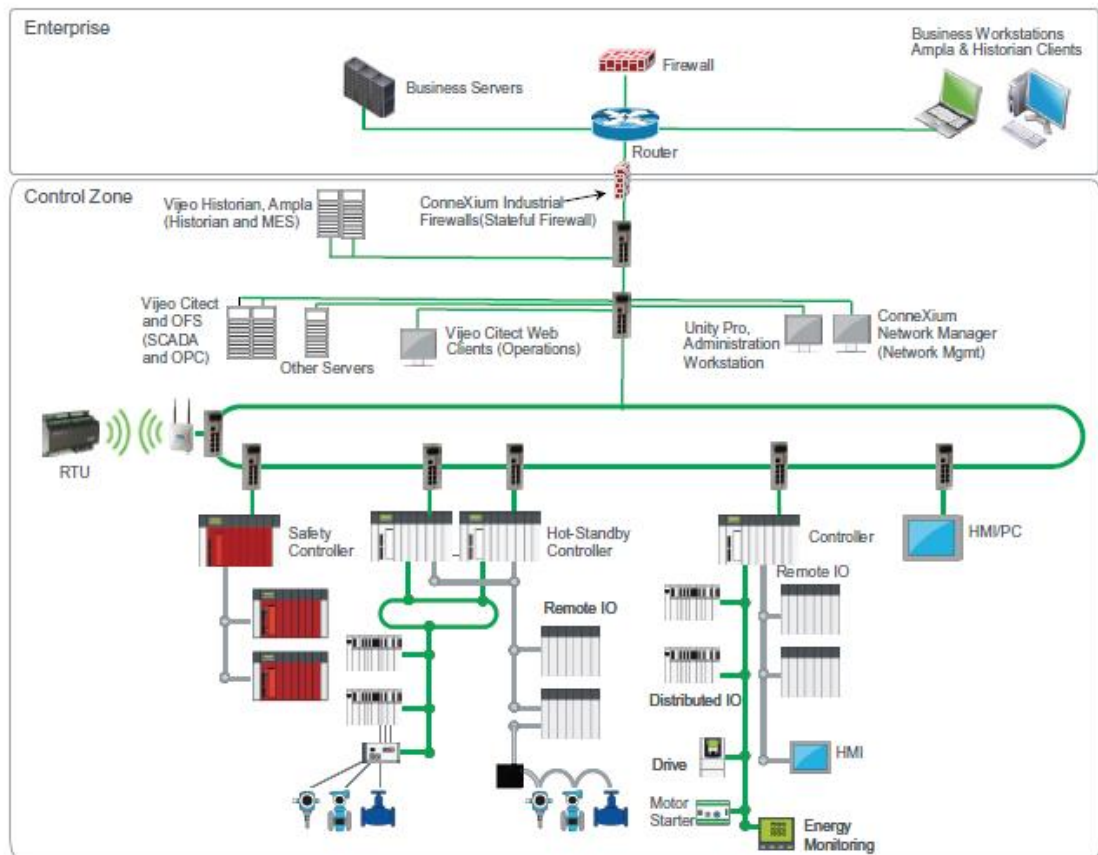 Enterprise
Business Servers
Firewall
Business Workstations
Ampla & Historian Clients
Router
Control Zone
Vijeo Historian, Ampla
(Historian and MES)
ConneXium Industrial
Firewalls(Stateful Firewall)
Vijeo Citect
and OFS
(SCADA
and OPC)
Other Servers
Vijeo Citect Web
Clients (Operations)
Unity Pro,
Administration
Workstation
ConneXium
Network Manager
(Network Mgmt)
RTU
Safety
Controller
Hot-Standby
Controller
Controller
HMI/PC
Remote IO
Remote IO
Distributed IO
Drive
HMI
Motor
Starter
Energy
Monitoring